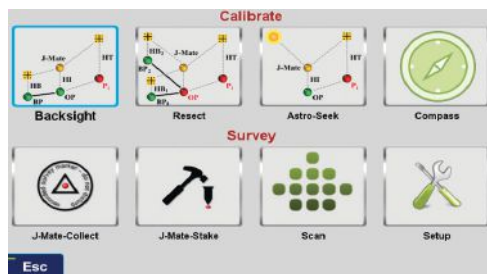 Calibrate
J-Mate HT HB HI BP OP P₁
HB₂ J-Mate BP₂ HT HB₁ BP₁ OP P₁
J-Mate HT HI OP P₁
Backsight Resect Astro-Seek Compass
Survey
J-Mate-Collect J-Mate-Stake Scan Setup
Esc